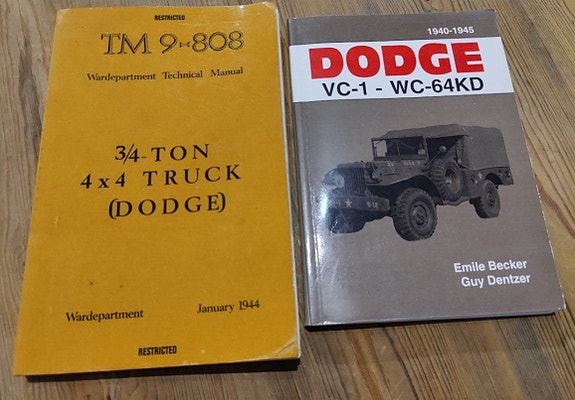 RESTRICTED
TM 9-808
Wardepartment Technical Manual
3/4-TON
4x4 TRUCK
(DODGE)
Wardepartment January 1944
RESTRICTED
1940-1945
DODGE
VC-1 - WC-64KD
Emile Becker
Guy Dentzer